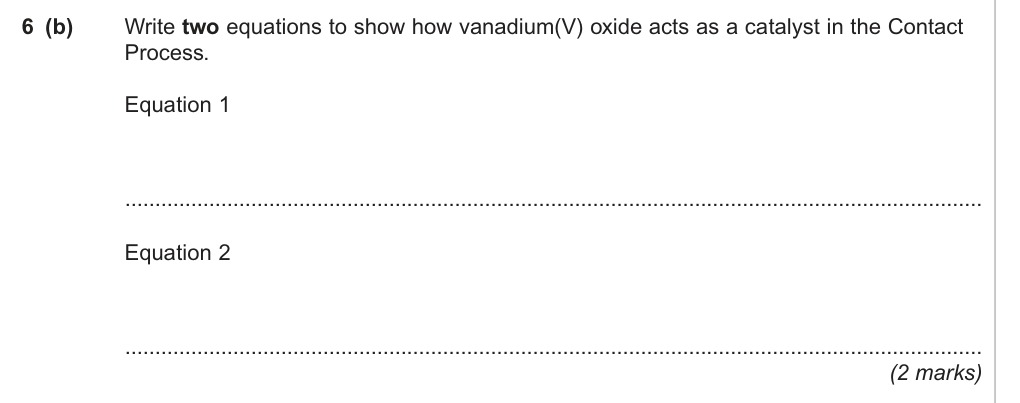 6 (b) Write two equations to show how vanadium(V) oxide acts as a catalyst in the Contact
Process.
Equation 1
Equation 2
(2 marks)